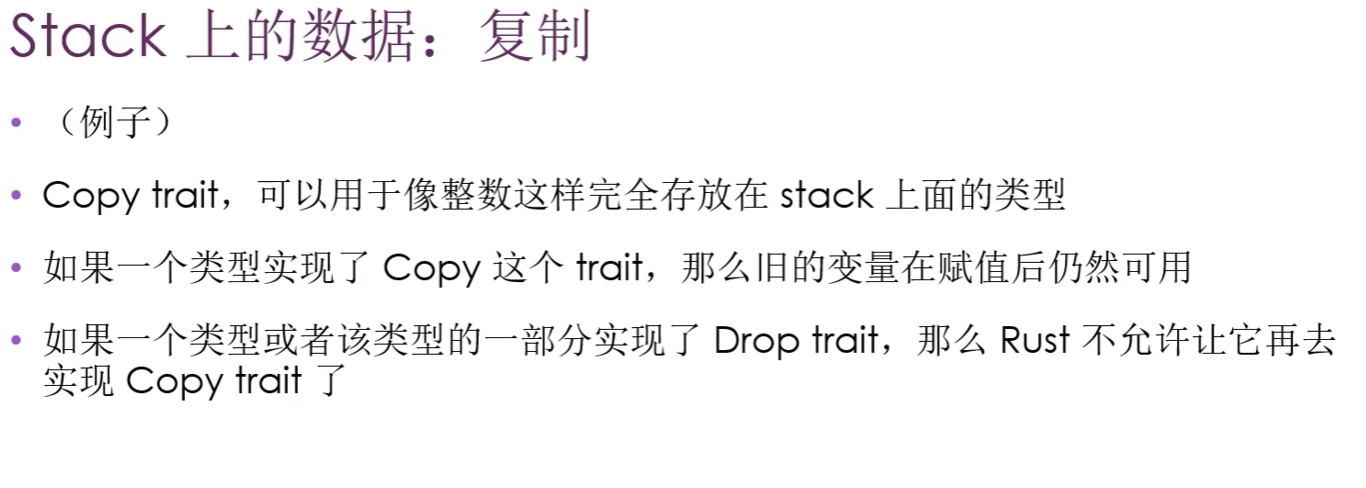 Stack 上的数据：复制
• （例子）
• Copy trait，可以用于像整数这样完全存放在 stack 上面的类型
• 如果一个类型实现了 Copy 这个 trait，那么旧的变量在赋值后仍然可用
• 如果一个类型或者该类型的一部分实现了 Drop trait，那么 Rust 不允许让它再去
实现 Copy trait 了